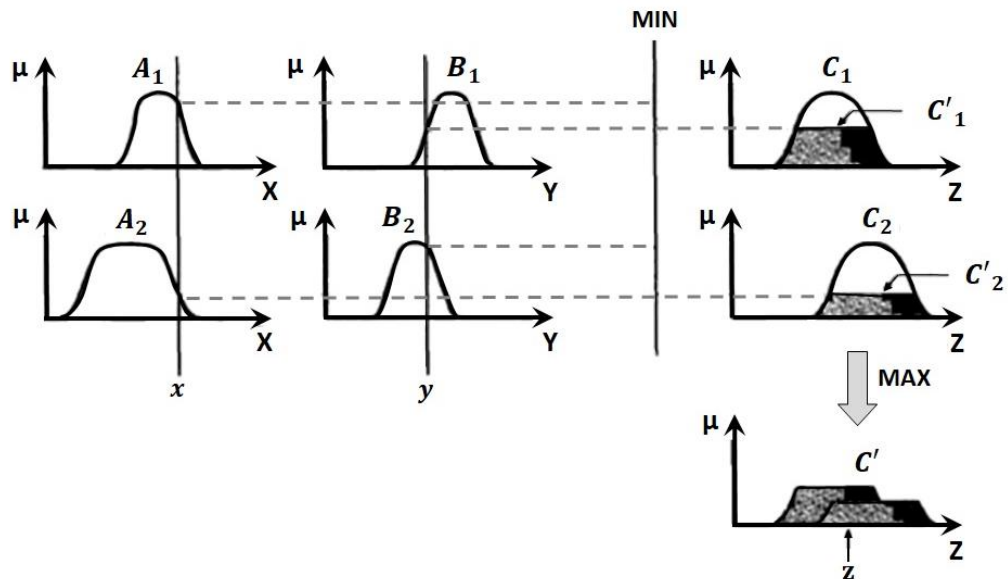 MIN
μ A₁ X
μ B₁ Y
μ C₁ C'₁ Z
μ A₂ X
μ B₂ Y
μ C₂ C'₂ Z
x
y
MAX
μ C' Z
z